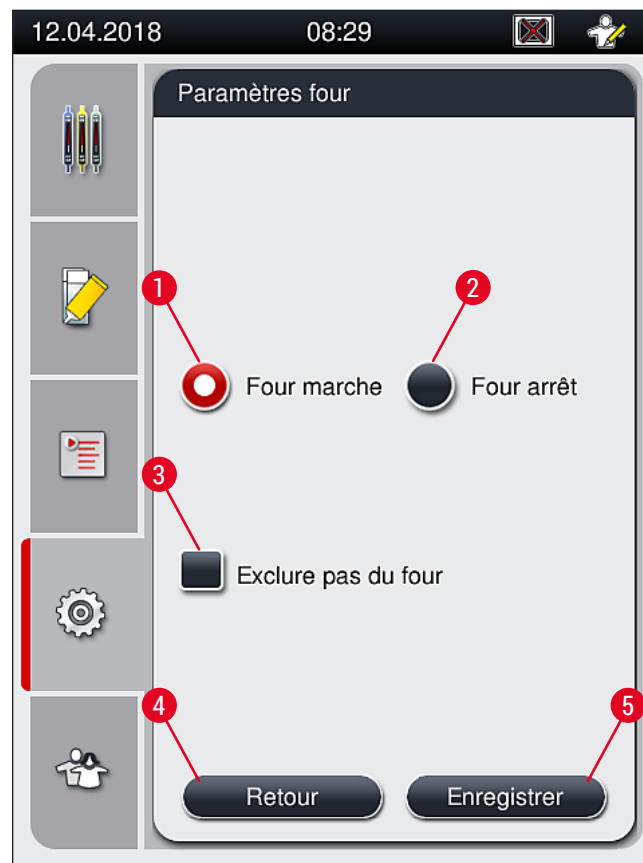 12.04.2018 08:29
Paramètres four
1 2
Four marche Four arrêt
3
Exclure pas du four
4 5
Retour Enregistrer